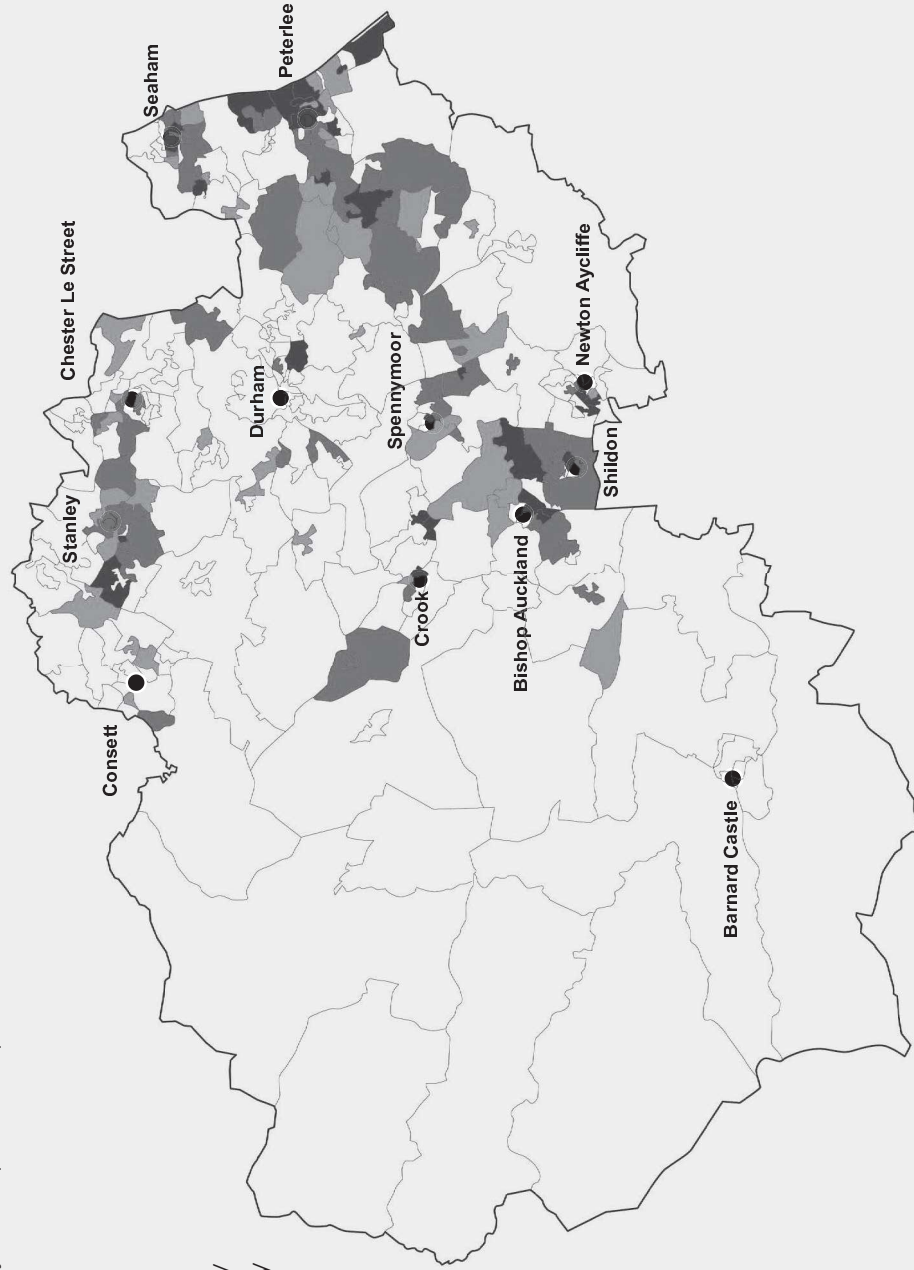 Seaham
Peterlee
Chester Le Street
Durham
Stanley
Spennymoor
Newton Aycliffe
Shildon
Consett
Crook
Bishop Auckland
Barnard Castle